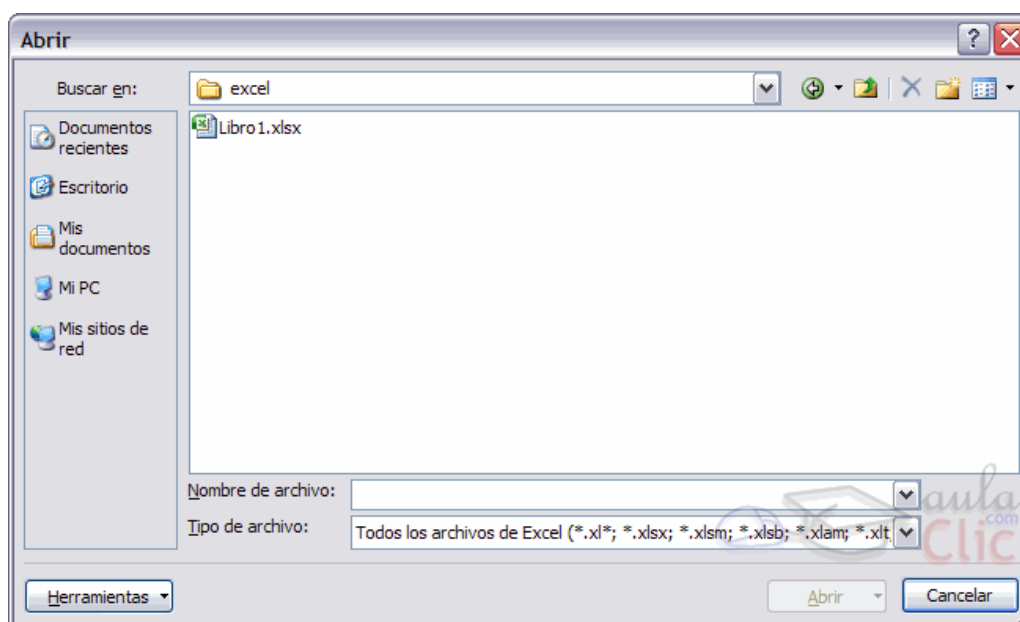 Abrir
?
Buscar en:
excel
Documentos
recientes
Escritorio
Mis
documentos
Mi PC
Mis sitios de
red
Libro1.xlsx
Nombre de archivo:
Tipo de archivo:
Todos los archivos de Excel (*.xl*; *.xlsx; *.xlsm; *.xlsb; *.xlam; *.xlt
aula
.com
Clic
Herramientas
Abrir
Cancelar